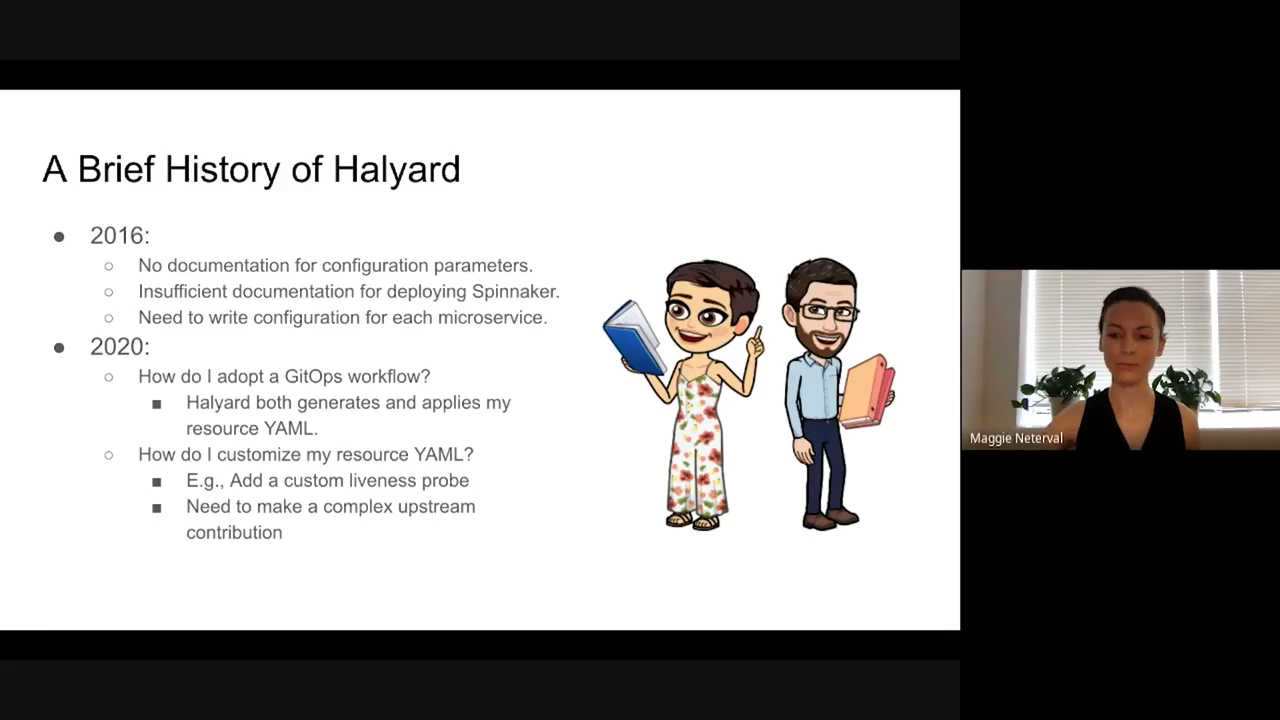 A Brief History of Halyard
● 2016:
○ No documentation for configuration parameters.
○ Insufficient documentation for deploying Spinnaker.
○ Need to write configuration for each microservice.
● 2020:
○ How do I adopt a GitOps workflow?
■ Halyard both generates and applies my
resource YAML.
○ How do I customize my resource YAML?
■ E.g., Add a custom liveness probe
■ Need to make a complex upstream
contribution
Maggie Neterval